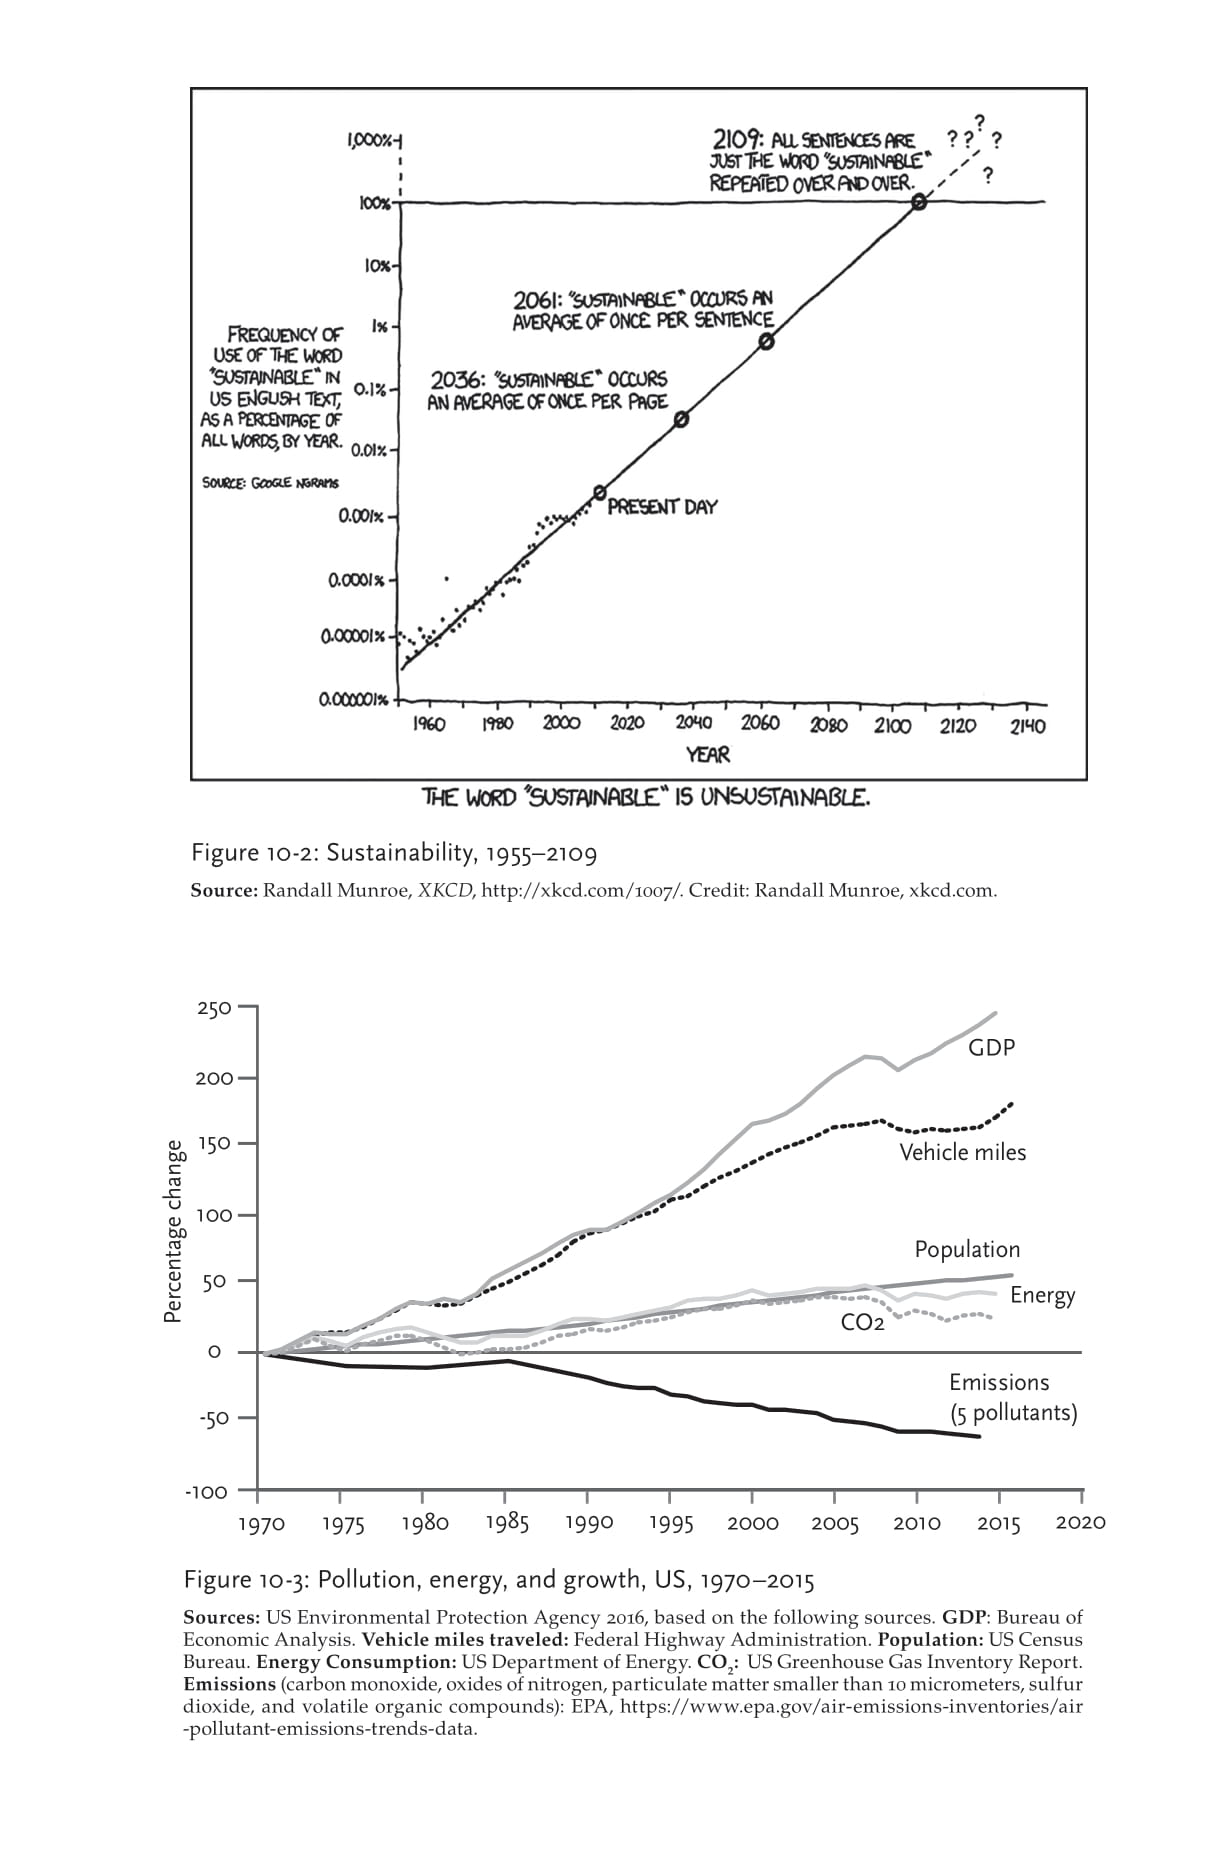 1,000%
100%
10%
1%
0.1%
0.01%
0.001%
0.0001%
0.00001%
0.000001%
FREQUENCY OF
USE OF THE WORD
"SUSTAINABLE" IN
US ENGLISH TEXT,
AS A PERCENTAGE OF
ALL WORDS, BY YEAR.
SOURCE: GOOGLE NGRAMS
2109: ALL SENTENCES ARE
JUST THE WORD "SUSTAINABLE"
REPEATED OVER AND OVER.
? ? ? ?
?
2061: "SUSTAINABLE" OCCURS AN
AVERAGE OF ONCE PER SENTENCE
2036: "SUSTAINABLE" OCCURS
AN AVERAGE OF ONCE PER PAGE
PRESENT DAY
1960 1980 2000 2020 2040 2060 2080 2100 2120 2140
YEAR
THE WORD "SUSTAINABLE" IS UNSUSTAINABLE.
Figure 10-2: Sustainability, 1955–2109
Source: Randall Munroe, XKCD, http://xkcd.com/1007/. Credit: Randall Munroe, xkcd.com.
250
200
150
100
50
0
-50
-100
Percentage change
GDP
Vehicle miles
Population
Energy
CO2
Emissions
(5 pollutants)
1970 1975 1980 1985 1990 1995 2000 2005 2010 2015 2020
Figure 10-3: Pollution, energy, and growth, US, 1970–2015
Sources: US Environmental Protection Agency 2016, based on the following sources. GDP: Bureau of
Economic Analysis. Vehicle miles traveled: Federal Highway Administration. Population: US Census
Bureau. Energy Consumption: US Department of Energy. CO₂: US Greenhouse Gas Inventory Report.
Emissions (carbon monoxide, oxides of nitrogen, particulate matter smaller than 10 micrometers, sulfur
dioxide, and volatile organic compounds): EPA, https://www.epa.gov/air-emissions-inventories/air
-pollutant-emissions-trends-data.